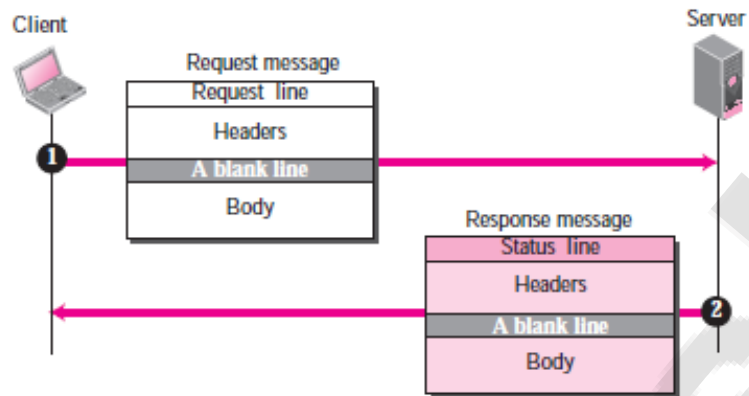 Client
Server
Request message
Request line
Headers
1
A blank line
Body
Response message
Status line
Headers
2
A blank line
Body